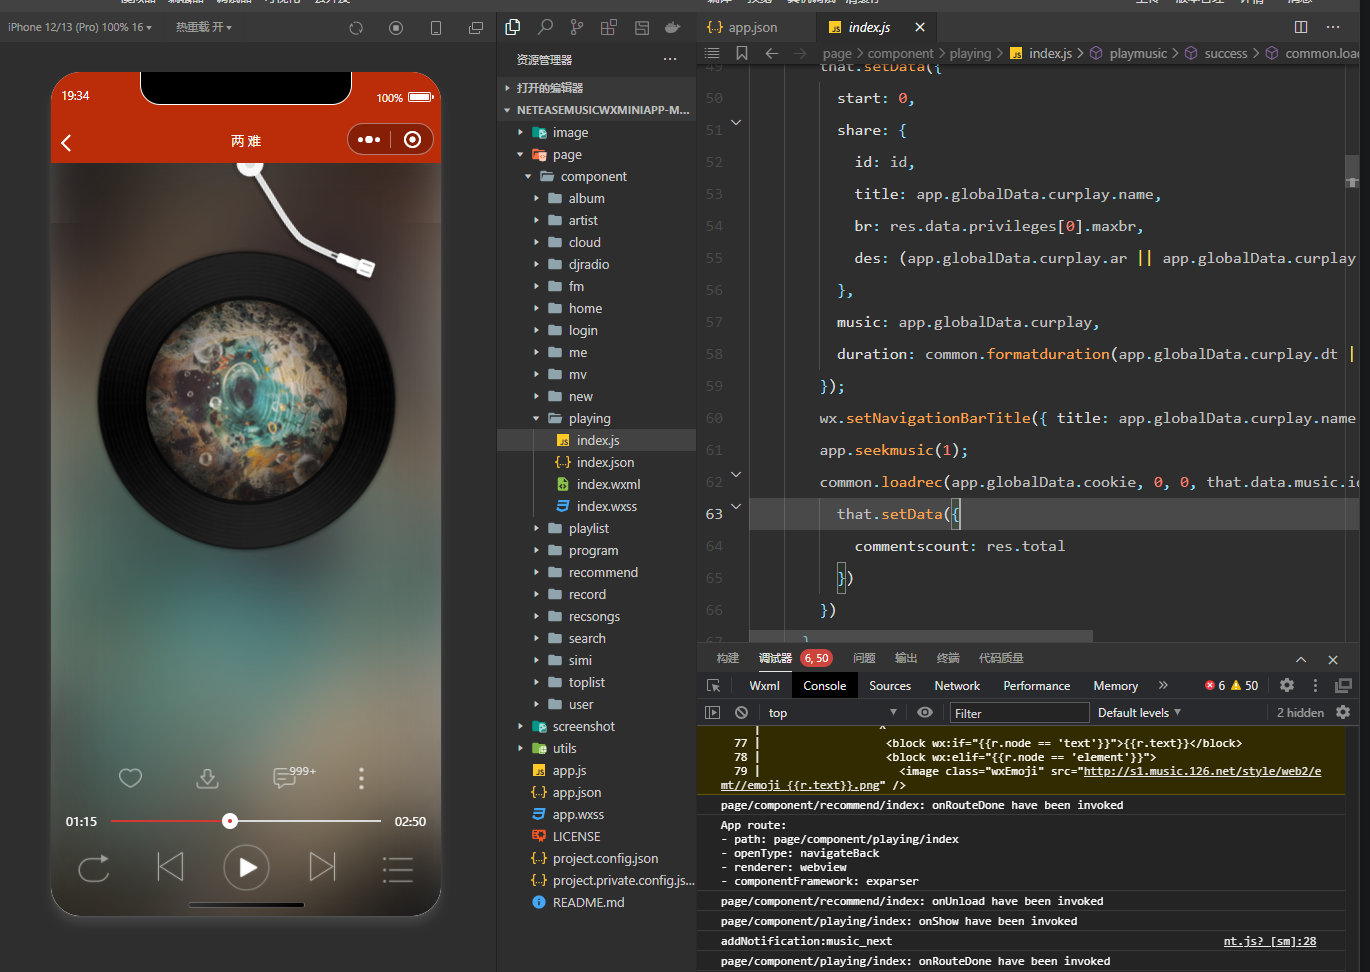 iPhone 12/13 (Pro) 100% 16
热重载 开
19:34
100%
两难
999+
01:15
02:50
资源管理器
打开的编辑器
NETEASEMUSICWXMINIAPP-M...
image
page
component
album
artist
cloud
djradio
fm
home
login
me
mv
new
playing
index.js
index.json
index.wxml
index.wxss
playlist
program
recommend
record
recsongs
search
simi
toplist
user
screenshot
utils
app.js
app.json
app.wxss
LICENSE
project.config.json
project.private.config.js...
README.md
app.json
index.js
page > component > playing > index.js > playmusic > success > common.loa
that.setData({
50 start: 0,
51 share: {
52 id: id,
53 title: app.globalData.curplay.name,
54 br: res.data.privileges[0].maxbr,
55 des: (app.globalData.curplay.ar || app.globalData.curplay
56 },
57 music: app.globalData.curplay,
58 duration: common.formatduration(app.globalData.curplay.dt |
59 });
60 wx.setNavigationBarTitle({ title: app.globalData.curplay.name
61 app.seekmusic(1);
62 common.loadrec(app.globalData.cookie, 0, 0, that.data.music.i
63 that.setData({
64 commentscount: res.total
65 })
66 })
67 }
构建 调试器 6, 50 问题 输出 终端 代码质量
Wxml Console Sources Network Performance Memory 6 50
top Filter Default levels 2 hidden
77 | <block wx:if="{{r.node == 'text'}}">{{r.text}}</block>
78 | <block wx:elif="{{r.node == 'element'}}">
79 | <image class="wxEmoji" src="http://s1.music.126.net/style/web2/e
mt//emoji_{{r.text}}.png" />
page/component/recommend/index: onRouteDone have been invoked
App route:
- path: page/component/playing/index
- openType: navigateBack
- renderer: webview
- componentFramework: exparser
page/component/recommend/index: onUnload have been invoked
page/component/playing/index: onShow have been invoked
addNotification:music_next nt.js? [sm]:28
page/component/playing/index: onRouteDone have been invoked